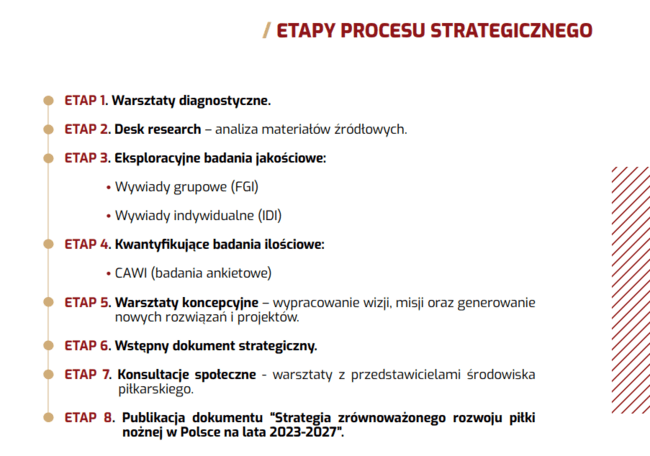 / ETAPY PROCESU STRATEGICZNEGO
ETAP 1. Warsztaty diagnostyczne.
ETAP 2. Desk research – analiza materiałów źródłowych.
ETAP 3. Eksploracyjne badania jakościowe:
• Wywiady grupowe (FGI)
• Wywiady indywidualne (IDI)
ETAP 4. Kwantyfikujące badania ilościowe:
• CAWI (badania ankietowe)
ETAP 5. Warsztaty koncepcyjne – wypracowanie wizji, misji oraz generowanie
nowych rozwiązań i projektów.
ETAP 6. Wstępny dokument strategiczny.
ETAP 7. Konsultacje społeczne - warsztaty z przedstawicielami środowiska
piłkarskiego.
ETAP 8. Publikacja dokumentu "Strategia zrównoważonego rozwoju piłki
nożnej w Polsce na lata 2023-2027".